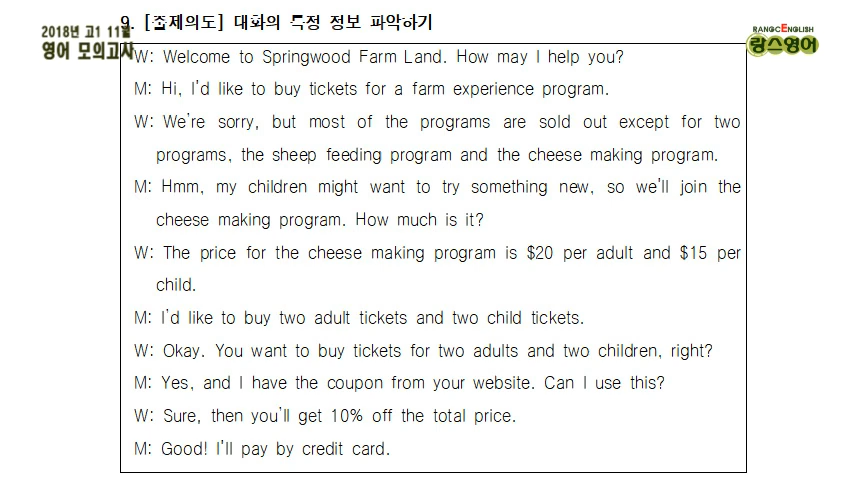 2018년 고1 11월
영어 모의고사
9. [출제의도] 대화의 특정 정보 파악하기
RANGCENGLISH
랑스영어
W: Welcome to Springwood Farm Land. How may I help you?
M: Hi, I'd like to buy tickets for a farm experience program.
W: We're sorry, but most of the programs are sold out except for two
programs, the sheep feeding program and the cheese making program.
M: Hmm, my children might want to try something new, so we'll join the
cheese making program. How much is it?
W: The price for the cheese making program is $20 per adult and $15 per
child.
M: I'd like to buy two adult tickets and two child tickets.
W: Okay. You want to buy tickets for two adults and two children, right?
M: Yes, and I have the coupon from your website. Can I use this?
W: Sure, then you'll get 10% off the total price.
M: Good! I'll pay by credit card.